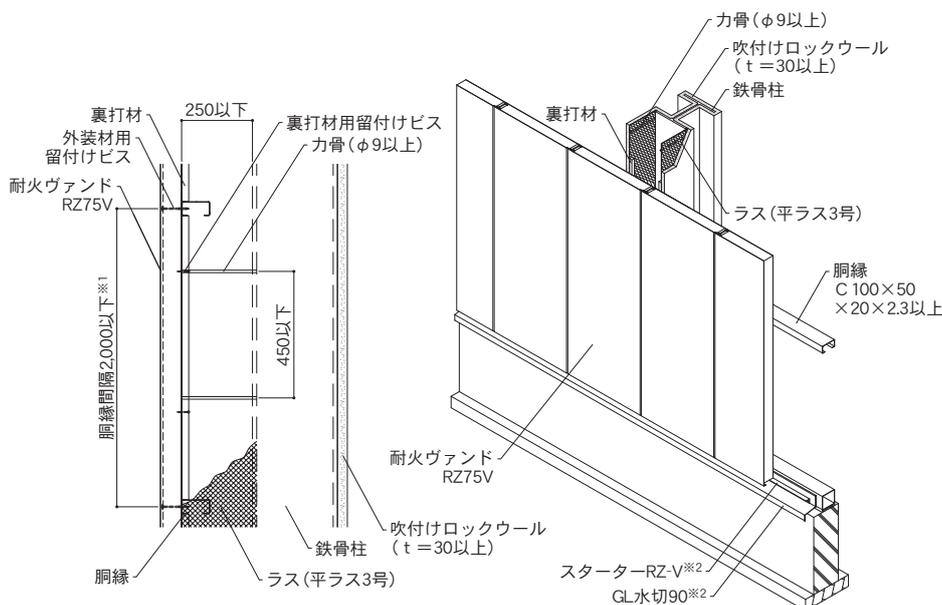 裏打材
外装材用
留付けビス
耐火ヴァンド
RZ75V
250以下
裏打材用留付けビス
力骨（φ9以上）
胴縁間隔2,000以下※1
450以下
胴縁
ラス（平ラス3号）
鉄骨柱
吹付けロックウール
（t＝30以上）
力骨（φ9以上）
吹付けロックウール
（t＝30以上）
鉄骨柱
裏打材
ラス（平ラス3号）
胴縁
C 100×50
×20×2.3以上
耐火ヴァンド
RZ75V
スターターRZ-V※2
GL水切90※2